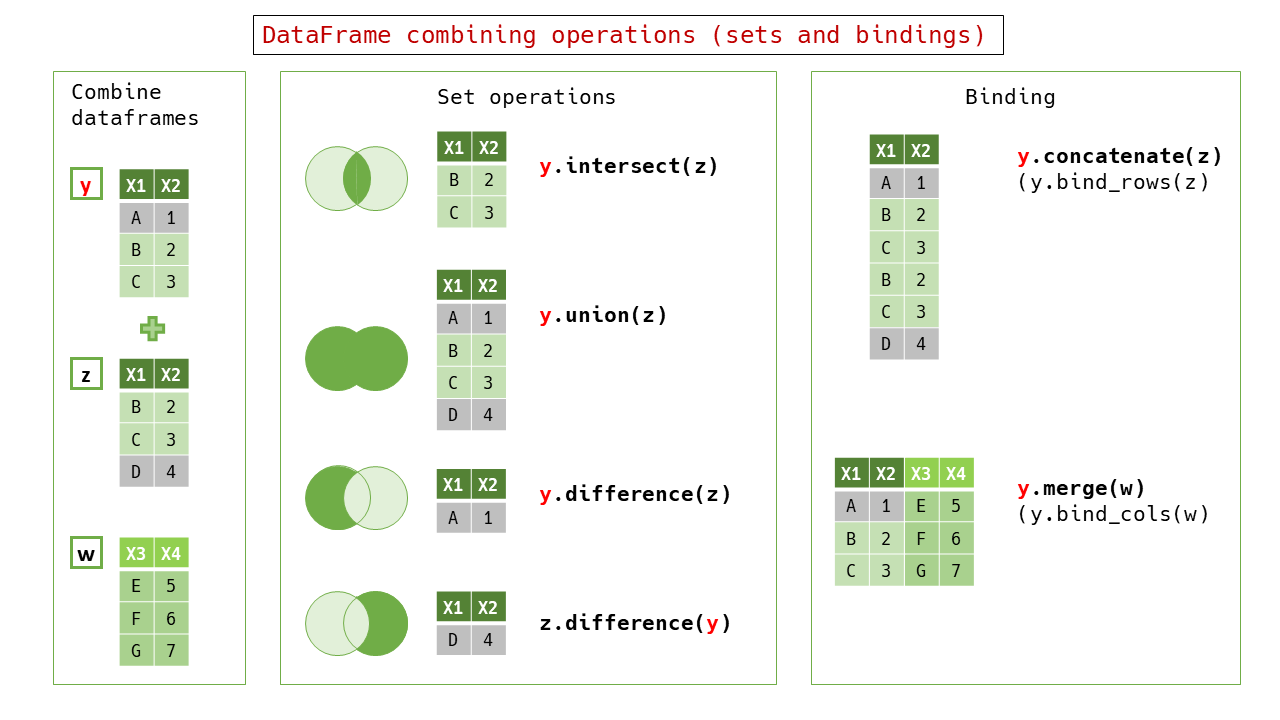 DataFrame combining operations (sets and bindings)
Combine
dataframes
y
X1 X2
A 1
B 2
C 3
z
X1 X2
B 2
C 3
D 4
w
X3 X4
E 5
F 6
G 7
Set operations
X1 X2
B 2
C 3
y.intersect(z)
X1 X2
A 1
B 2
C 3
D 4
y.union(z)
X1 X2
A 1
y.difference(z)
X1 X2
D 4
z.difference(y)
Binding
X1 X2
A 1
B 2
C 3
B 2
C 3
D 4
y.concatenate(z)
(y.bind_rows(z)
X1 X2 X3 X4
A 1 E 5
B 2 F 6
C 3 G 7
y.merge(w)
(y.bind_cols(w)